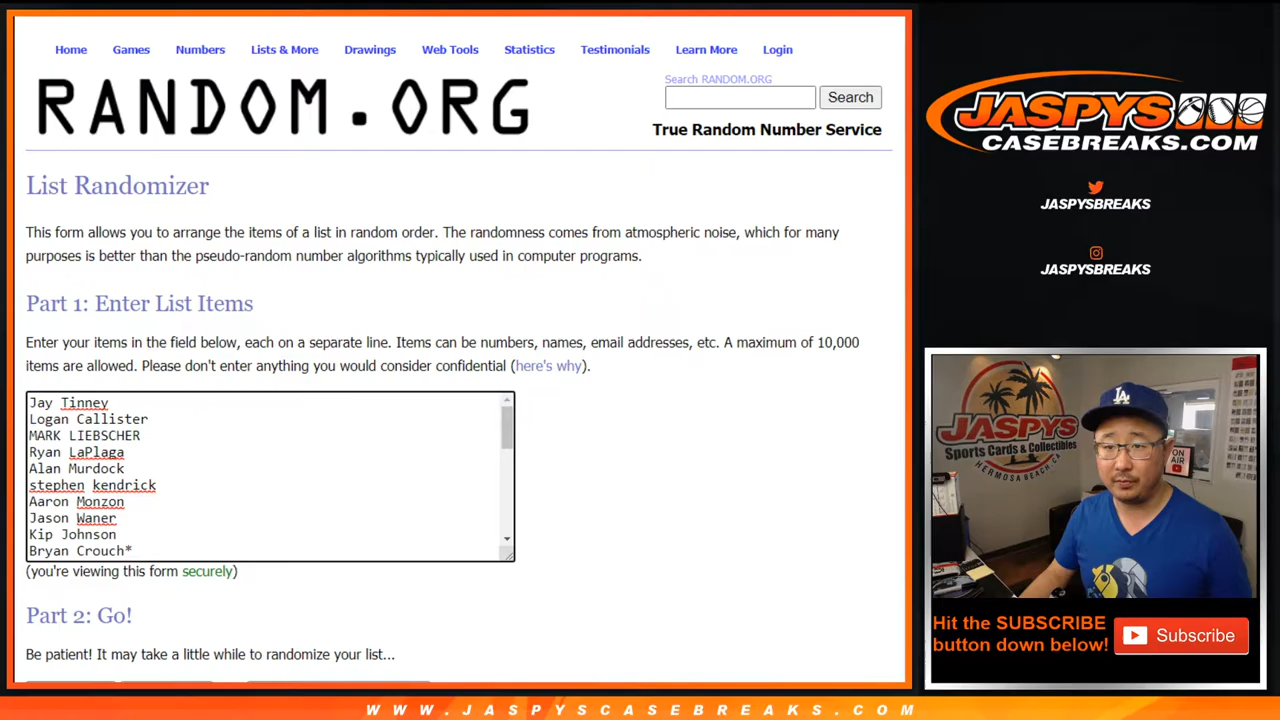 Home Games Numbers Lists & More Drawings Web Tools Statistics Testimonials Learn More Login
RANDOM.ORG
Search RANDOM.ORG
Search
True Random Number Service
List Randomizer
This form allows you to arrange the items of a list in random order. The randomness comes from atmospheric noise, which for many
purposes is better than the pseudo-random number algorithms typically used in computer programs.
Part 1: Enter List Items
Enter your items in the field below, each on a separate line. Items can be numbers, names, email addresses, etc. A maximum of 10,000
items are allowed. Please don't enter anything you would consider confidential (here's why).
Jay Tinney
Logan Callister
MARK LIEBSCHER
Ryan LaPlaga
Alan Murdock
stephen kendrick
Aaron Monzon
Jason Waner
Kip Johnson
Bryan Crouch*
(you're viewing this form securely)
Part 2: Go!
Be patient! It may take a little while to randomize your list...
JASPYS
CASEBREAKS.COM
JASPYSBREAKS
JASPYSBREAKS
JASPYS
Sports Cards & Collectibles
HERMOSA BEACH, CA
LA
ON
AIR
Hit the SUBSCRIBE
button down below!
Subscribe
WWW.JASPYSCASEBREAKS.COM